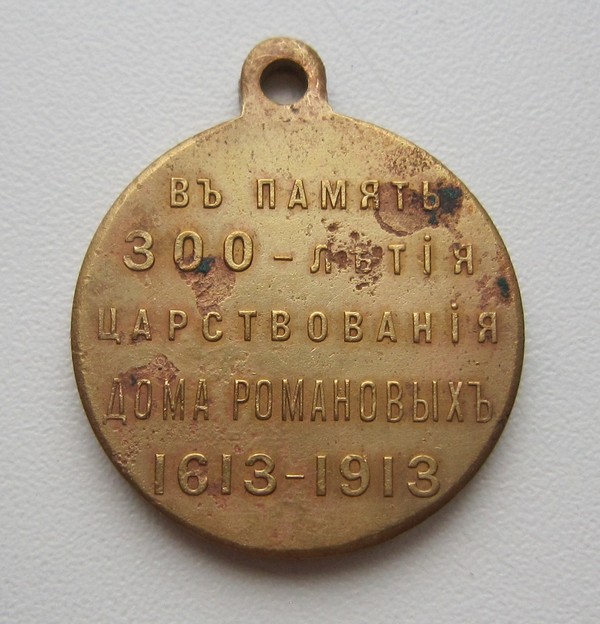 ВЪ ПАМЯТЬ
300-ЛѢТІЯ
ЦАРСТВОВАНІЯ
ДОМА РОМАНОВЫХЪ
1613-1913